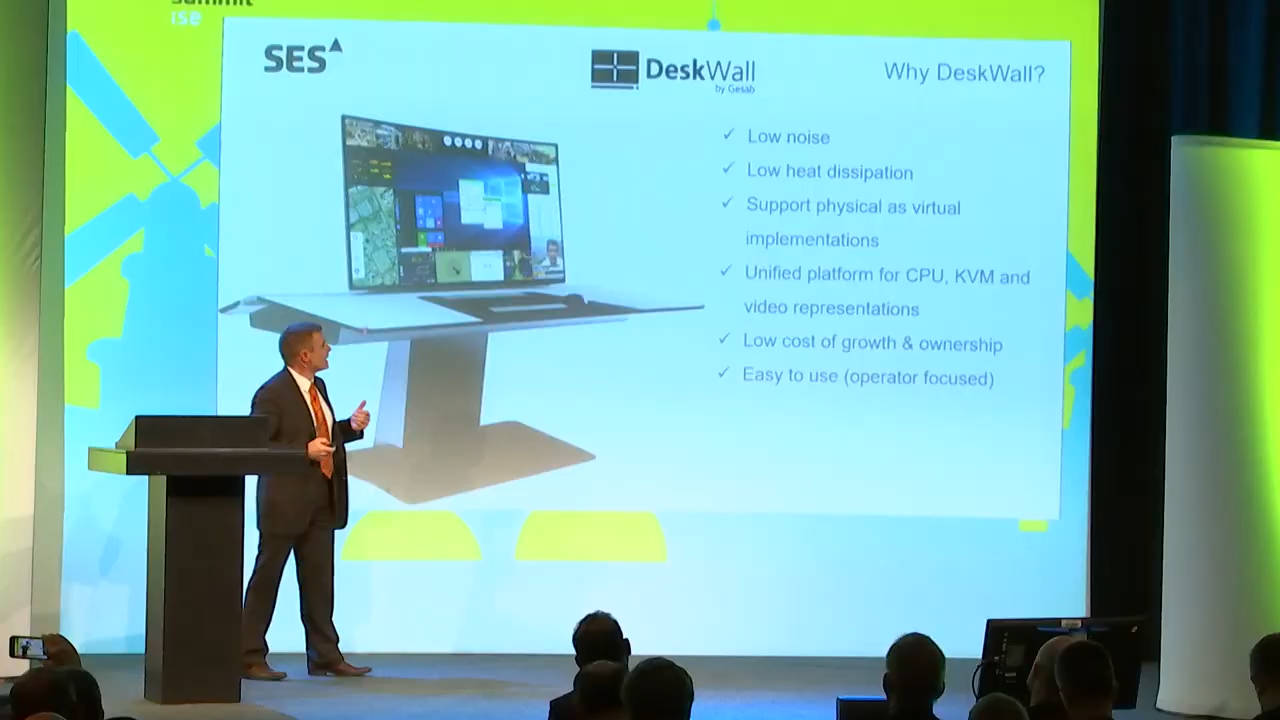 summit
ise
SES
DeskWall
by Gesab
Why DeskWall?
✓ Low noise
✓ Low heat dissipation
✓ Support physical as virtual
implementations
✓ Unified platform for CPU, KVM and
video representations
✓ Low cost of growth & ownership
✓ Easy to use (operator focused)